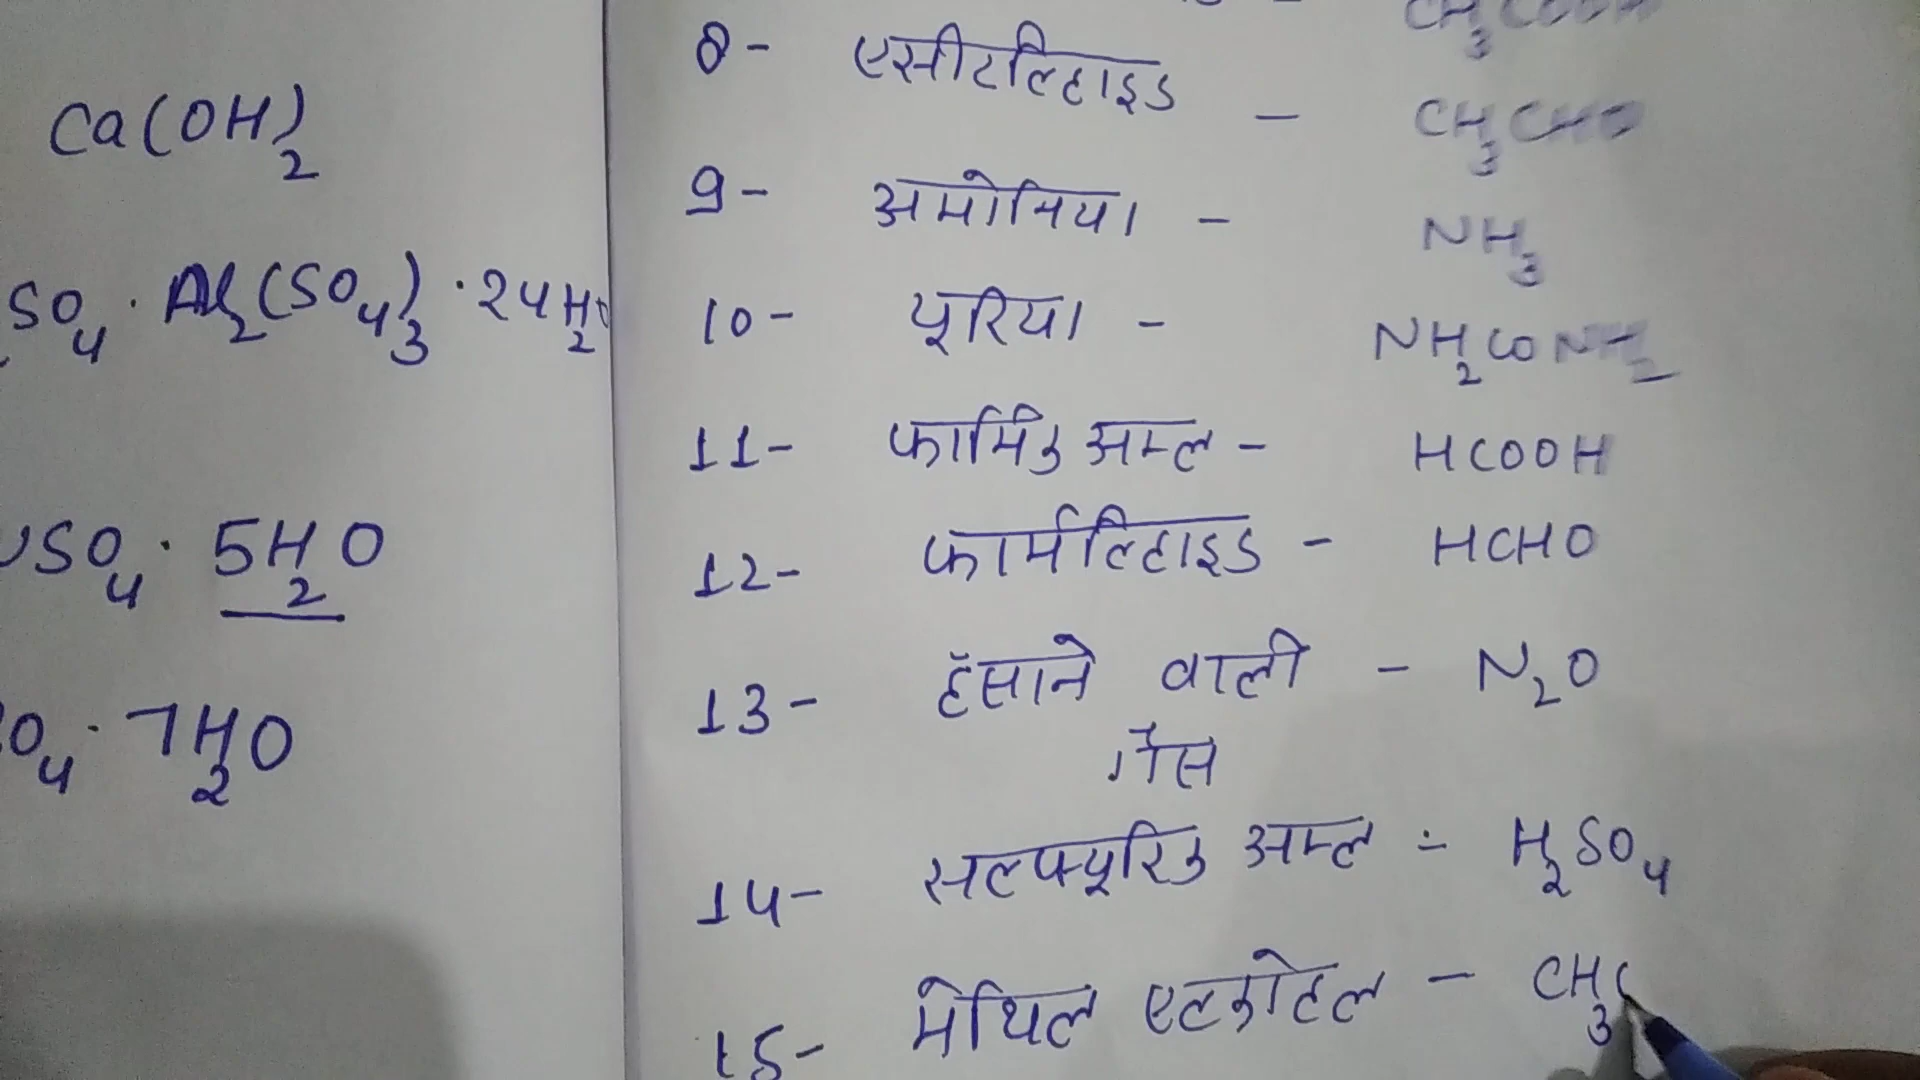 Ca(OH)2
SO4 · Al2(SO4)3 · 24H2O
SO4 · 5H2O
O4 · 7H2O
CH3COOH
8- एसीटल्डिहाइड - CH3CHO
9- अमोनिया - NH3
10- यूरिया - NH2CONH2
11- फार्मिक अम्ल - HCOOH
12- फार्मल्डिहाइड - HCHO
13- हँसाने वाली - N2O
गैस
14- सल्फ्यूरिक अम्ल :- H2SO4
15- मेथिल एल्कोहल - CH3